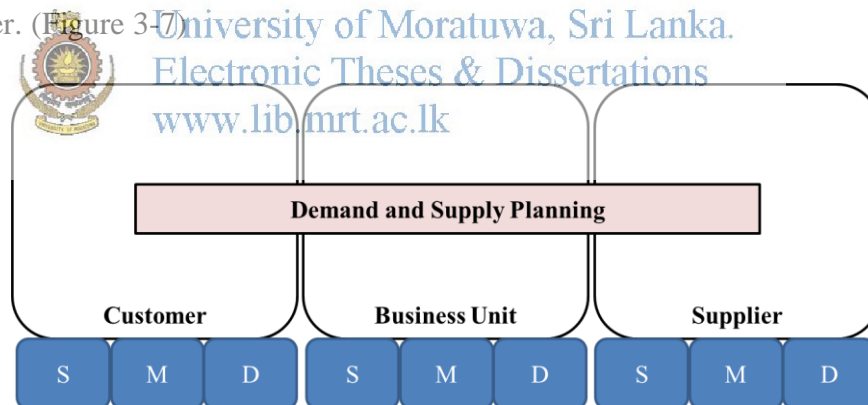 er. (Figure 3-7)
University of Moratuwa, Sri Lanka.
Electronic Theses & Dissertations
www.lib.mrt.ac.lk
Demand and Supply Planning
Customer Business Unit Supplier
S M D S M D S M D